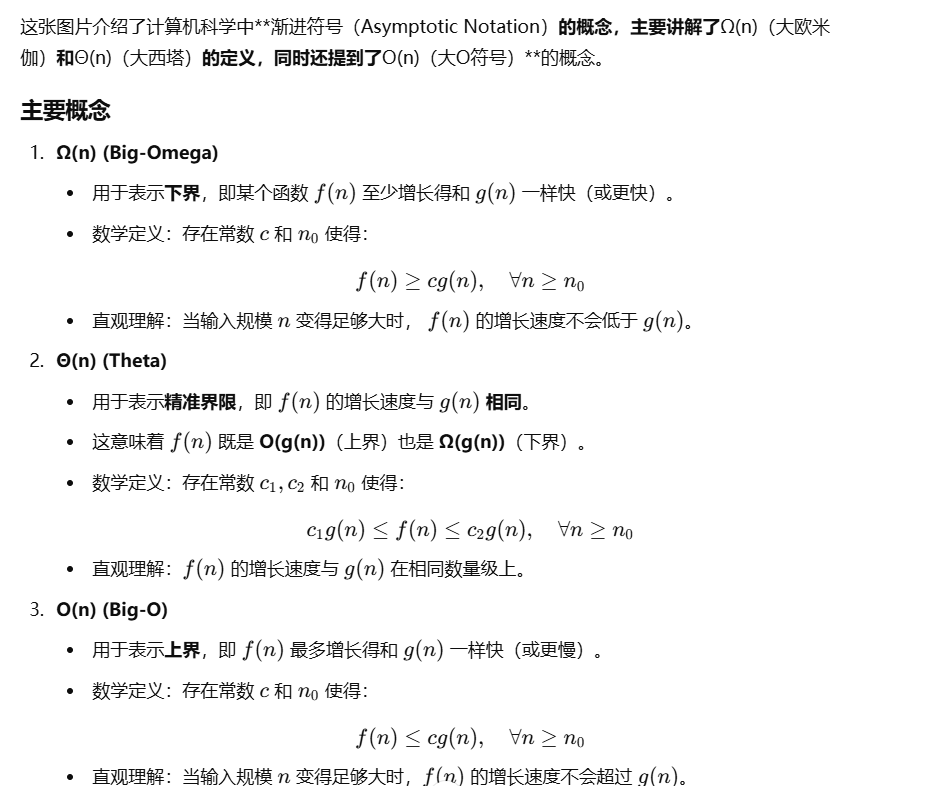 这张图片介绍了计算机科学中**渐进符号（Asymptotic Notation）的概念，主要讲解了Ω(n)（大欧米
伽）和Θ(n)（大西塔）的定义，同时还提到了O(n)（大O符号）**的概念。
主要概念
1. Ω(n) (Big-Omega)
• 用于表示下界，即某个函数 f(n) 至少增长得和 g(n) 一样快（或更快）。
• 数学定义：存在常数 c 和 n₀ 使得：
f(n) ≥ cg(n), ∀n ≥ n₀
• 直观理解：当输入规模 n 变得足够大时， f(n) 的增长速度不会低于 g(n)。
2. Θ(n) (Theta)
• 用于表示精准界限，即 f(n) 的增长速度与 g(n) 相同。
• 这意味着 f(n) 既是 O(g(n))（上界）也是 Ω(g(n))（下界）。
• 数学定义：存在常数 c₁, c₂ 和 n₀ 使得：
c₁g(n) ≤ f(n) ≤ c₂g(n), ∀n ≥ n₀
• 直观理解：f(n) 的增长速度与 g(n) 在相同数量级上。
3. O(n) (Big-O)
• 用于表示上界，即 f(n) 最多增长得和 g(n) 一样快（或更慢）。
• 数学定义：存在常数 c 和 n₀ 使得：
f(n) ≤ cg(n), ∀n ≥ n₀
• 直观理解：当输入规模 n 变得足够大时，f(n) 的增长速度不会超过 g(n)。